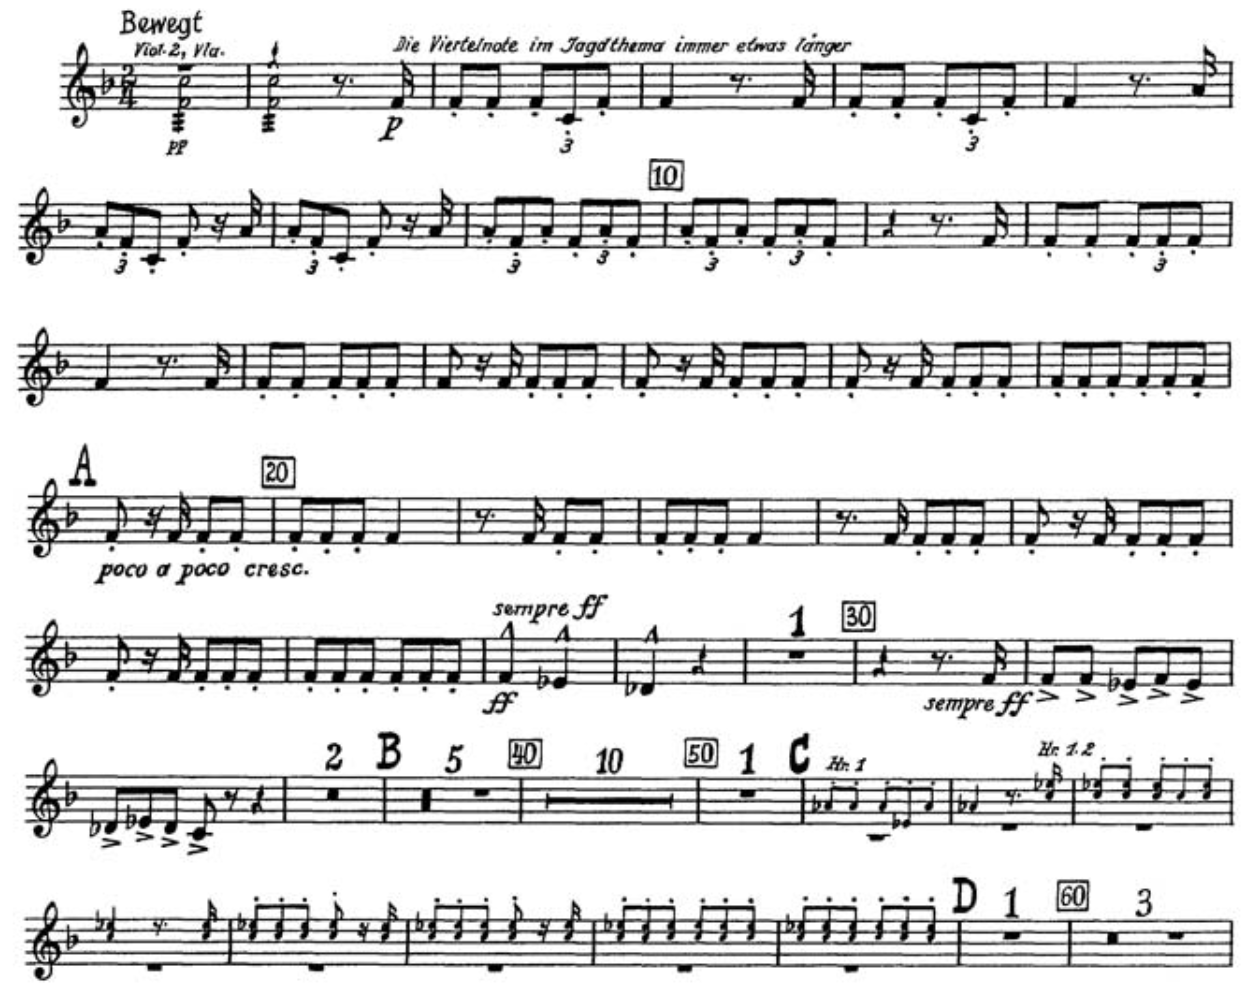 Bewegt
Viol. 2, Vla.
Die Viertelnote im Jagdthema immer etwas länger
2 4
pp p 3 3
10
3 3 3 3 3 3 3
A 20
poco a poco cresc.
sempre ff
1 30
ff sempre ff
2 B 5 40 10 50 1 C Hr. 1 Hr. 1. 2
D 1 60 3